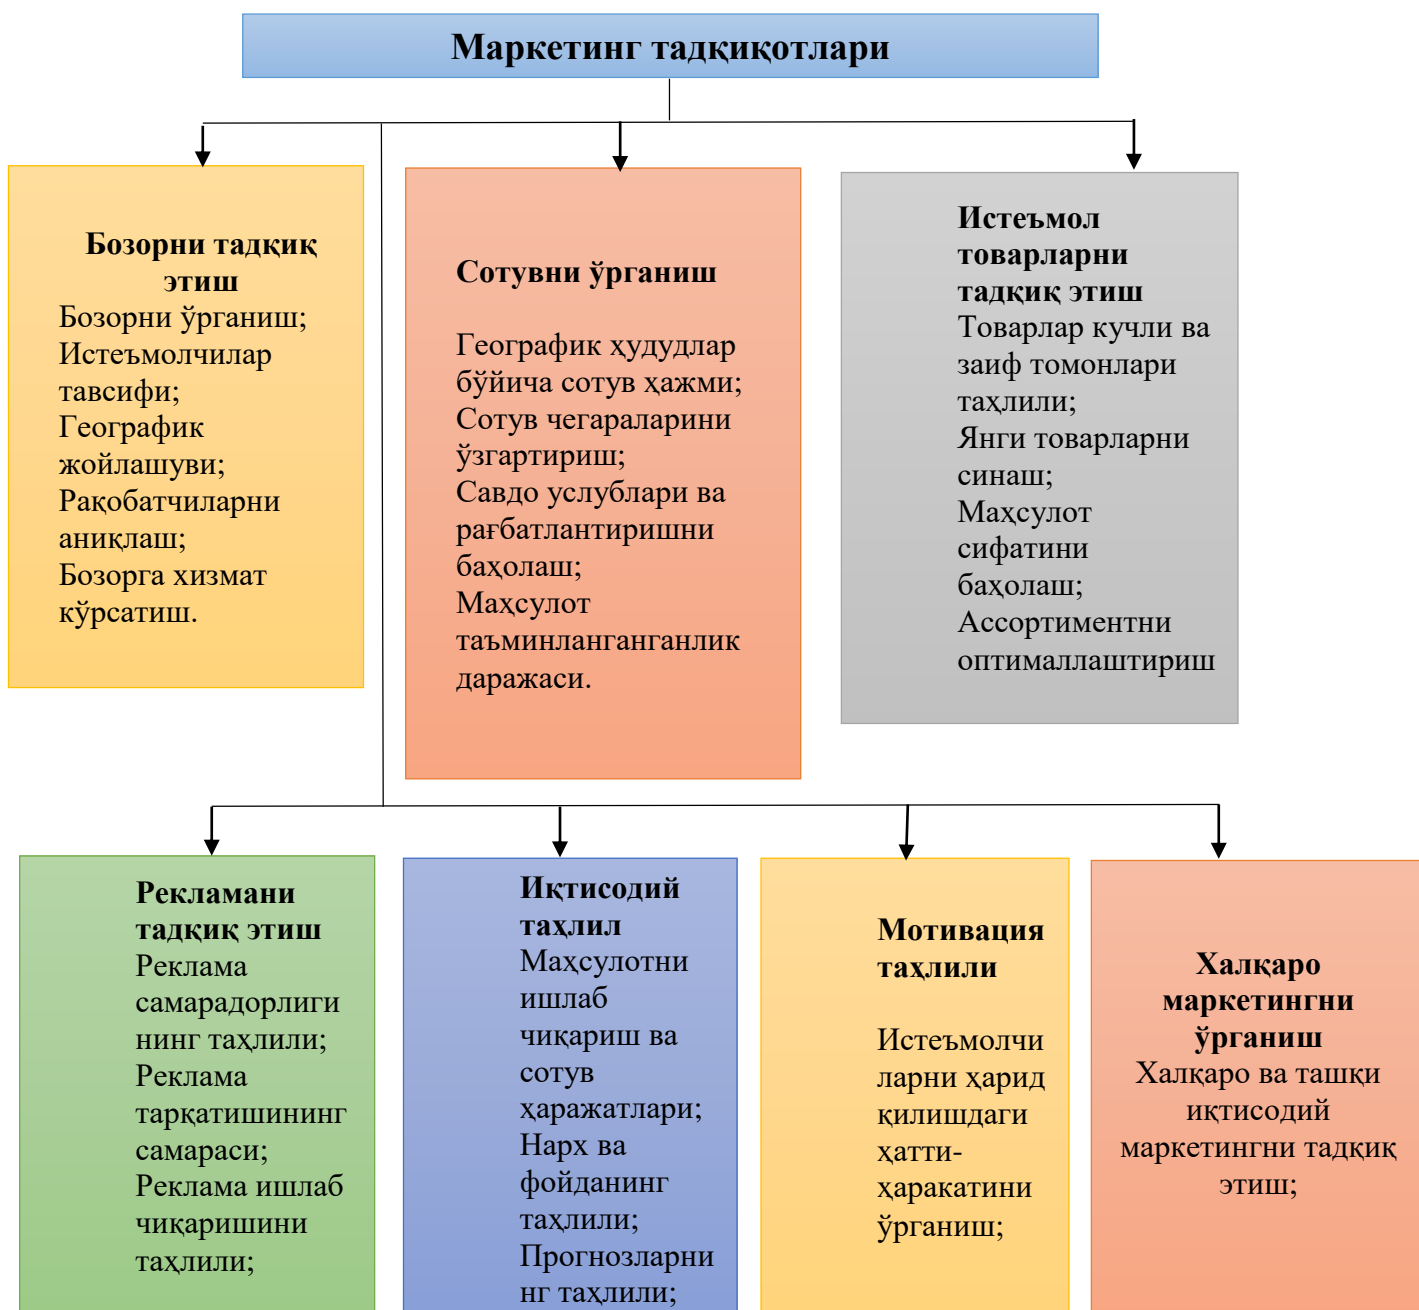 Маркетинг тадқиқотлари
Бозорни тадқиқ
этиш
Бозорни ўрганиш;
Истеъмолчилар
тавсифи;
Географик
жойлашуви;
Рақобатчиларни
аниқлаш;
Бозорга хизмат
кўрсатиш.
Сотувни ўрганиш
Географик ҳудудлар
бўйича сотув ҳажми;
Сотув чегараларини
ўзгартириш;
Савдо услублари ва
рағбатлантиришни
баҳолаш;
Маҳсулот
таъминланганганлик
даражаси.
Истеъмол
товарларни
тадқиқ этиш
Товарлар кучли ва
заиф томонлари
таҳлили;
Янги товарларни
синаш;
Маҳсулот
сифатини
баҳолаш;
Ассортиментни
оптималлаштириш
Рекламани
тадқиқ этиш
Реклама
самарадорлиги
нинг таҳлили;
Реклама
тарқатишининг
самараси;
Реклама ишлаб
чиқаришини
таҳлили;
Иқтисодий
таҳлил
Маҳсулотни
ишлаб
чиқариш ва
сотув
ҳаражатлари;
Нарх ва
фойданинг
таҳлили;
Прогнозларни
нг таҳлили;
Мотивация
таҳлили
Истеъмолчи
ларни ҳарид
қилишдаги
ҳатти-
ҳаракатини
ўрганиш;
Халқаро
маркетингни
ўрганиш
Халқаро ва ташқи
иқтисодий
маркетингни тадқиқ
этиш;